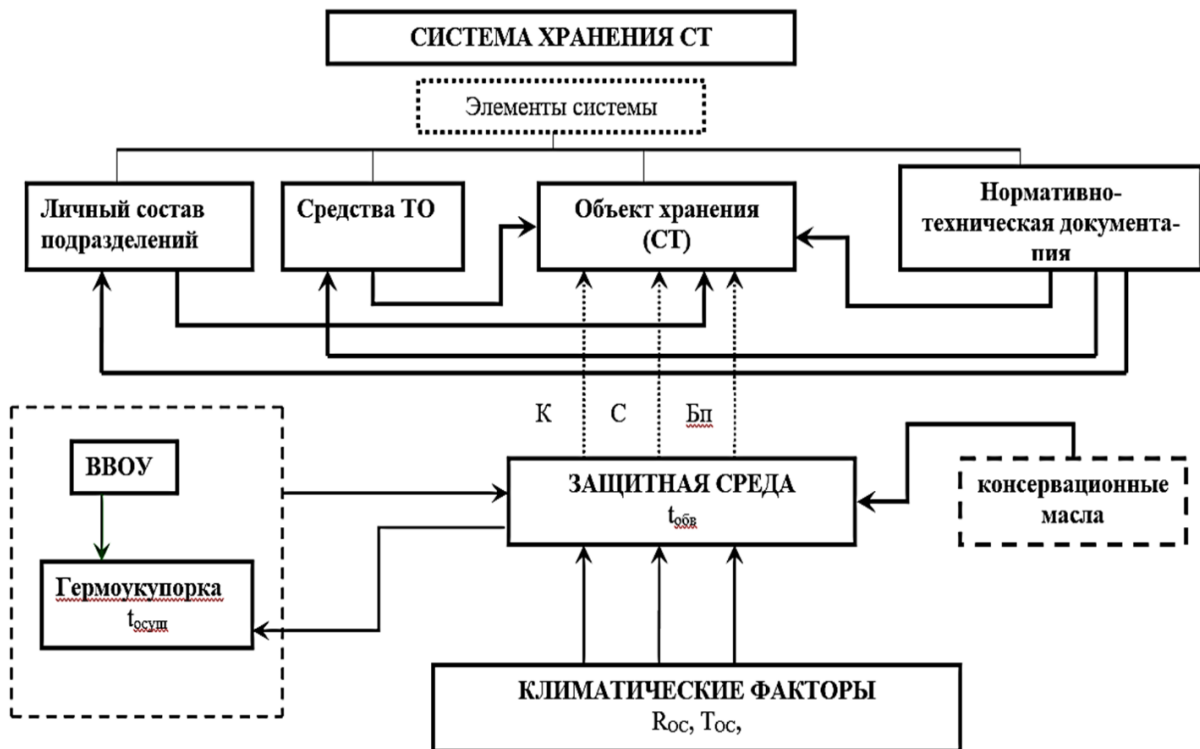 СИСТЕМА ХРАНЕНИЯ СТ
Элементы системы
Личный состав
подразделений
Средства ТО
Объект хранения
(СТ)
Нормативно-
техническая документа-
ция
К С Бп
ВВОУ
Гермоукупорка
tосуш
ЗАЩИТНАЯ СРЕДА
tобв
консервационные
масла
КЛИМАТИЧЕСКИЕ ФАКТОРЫ
RОС, TОС,